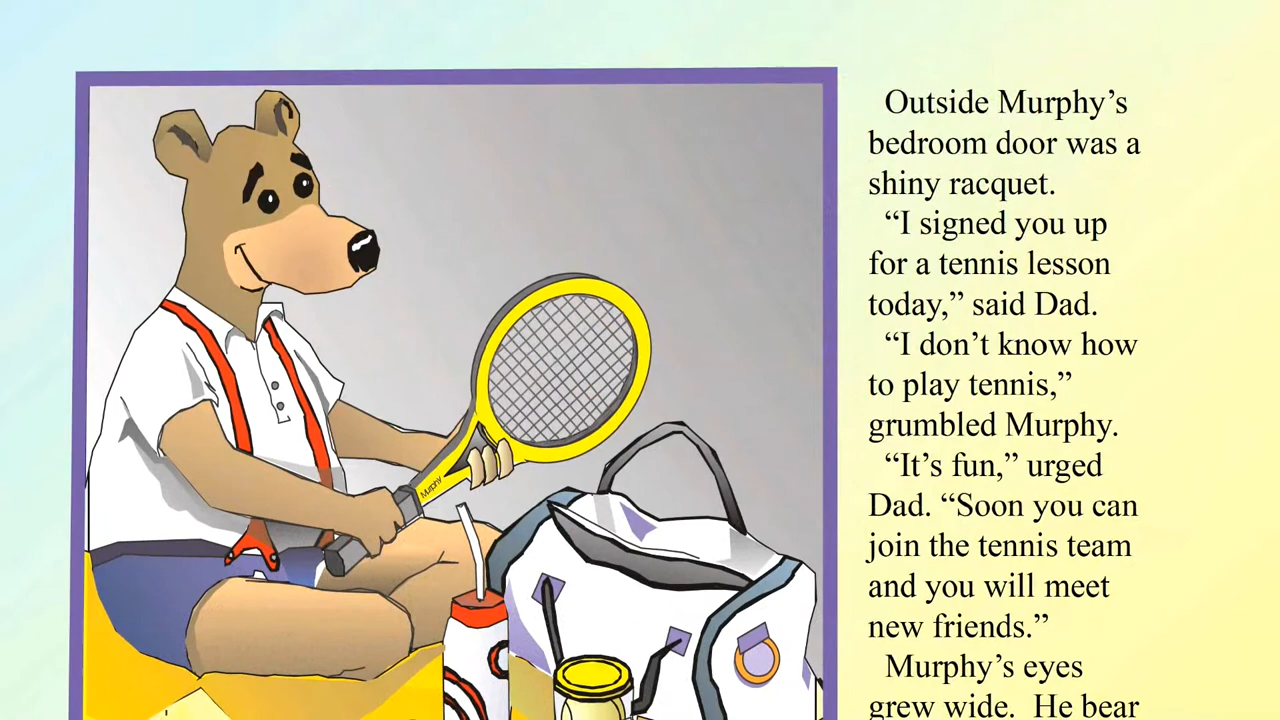 Outside Murphy’s
bedroom door was a
shiny racquet.
“I signed you up
for a tennis lesson
today,” said Dad.
“I don’t know how
to play tennis,”
grumbled Murphy.
“It’s fun,” urged
Dad. “Soon you can
join the tennis team
and you will meet
new friends.”
Murphy’s eyes
grew wide. He bear
Murphy